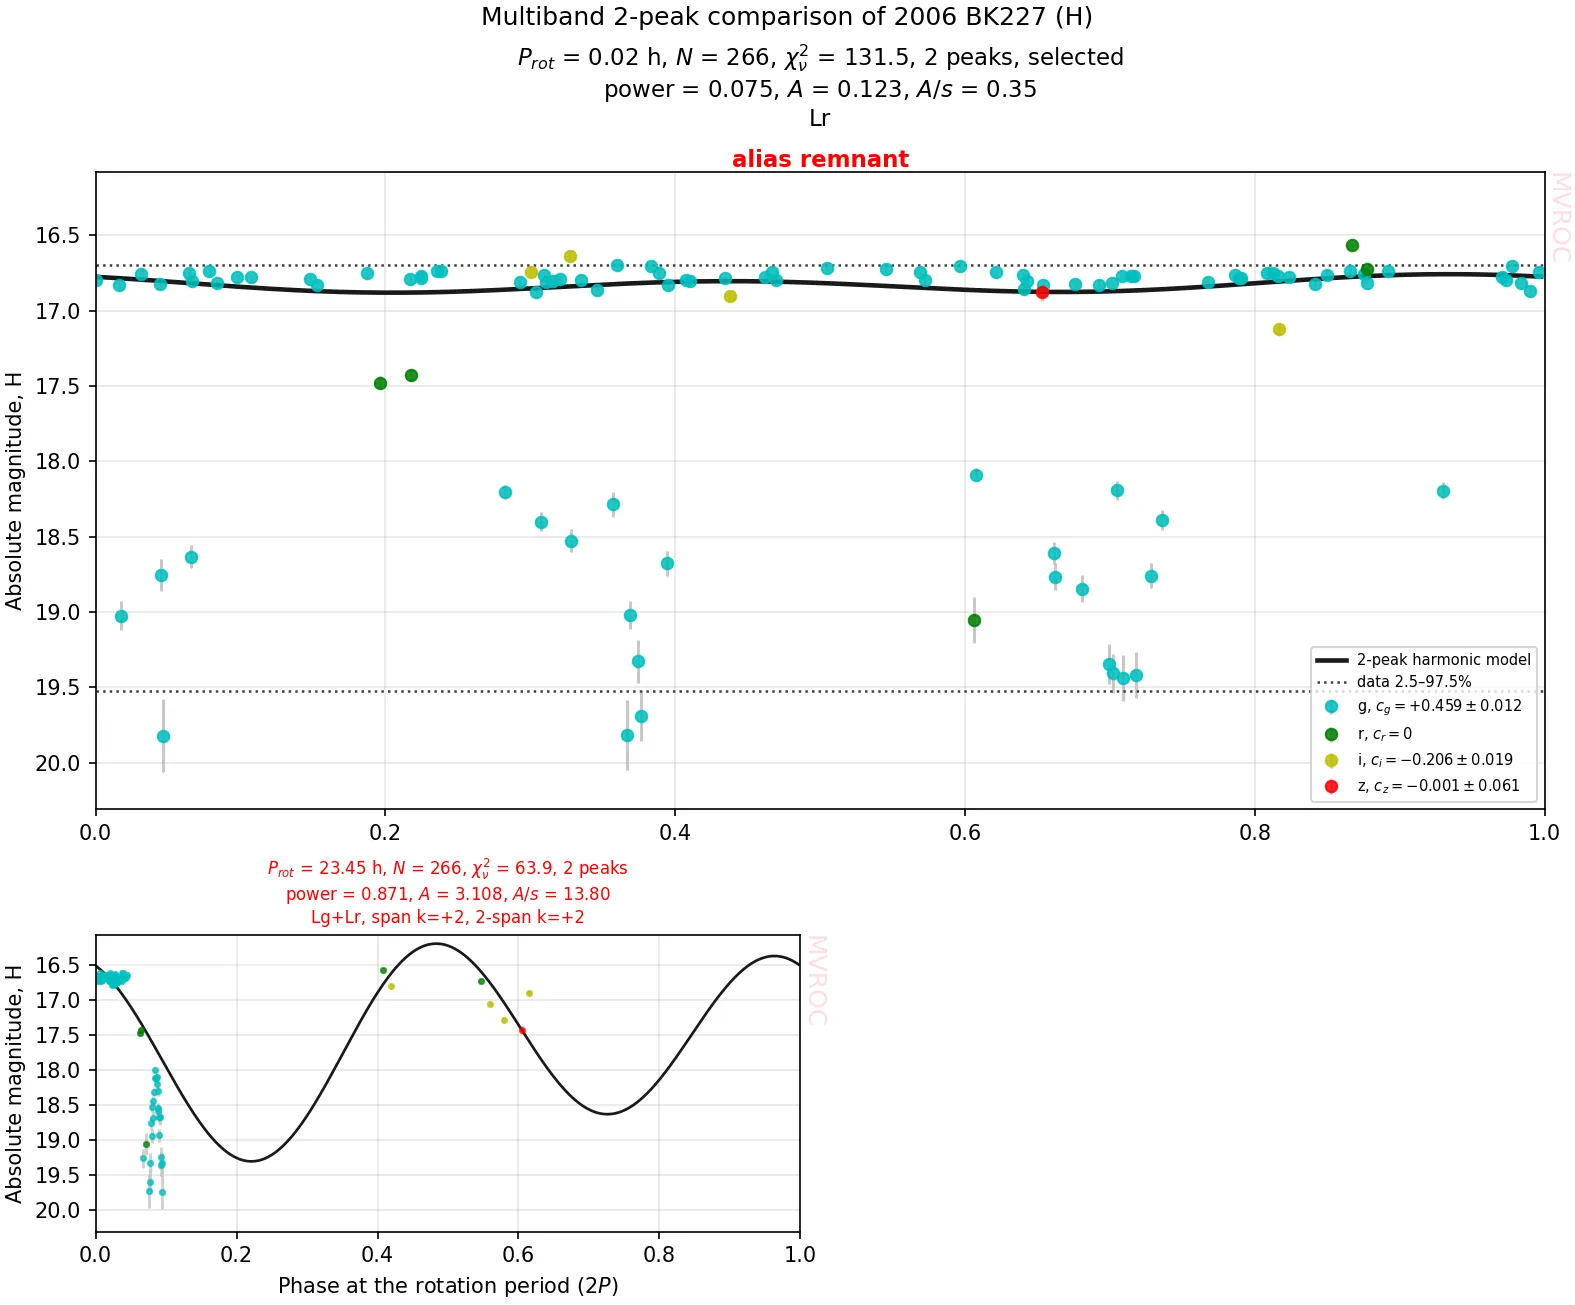 Multiband 2-peak comparison of 2006 BK227 (H)
P_rot = 0.02 h, N = 266, χ²_ν = 131.5, 2 peaks, selected
power = 0.075, A = 0.123, A/s = 0.35
Lr
alias remnant
MVROC
Absolute magnitude, H
16.5
17.0
17.5
18.0
18.5
19.0
19.5
20.0
2-peak harmonic model
data 2.5–97.5%
g, c_g = +0.459 ± 0.012
r, c_r = 0
i, c_i = −0.206 ± 0.019
z, c_z = −0.001 ± 0.061
0.0 0.2 0.4 0.6 0.8 1.0
P_rot = 23.45 h, N = 266, χ²_ν = 63.9, 2 peaks
power = 0.871, A = 3.108, A/s = 13.80
Lg+Lr, span k=+2, 2-span k=+2
MVROC
Absolute magnitude, H
16.5
17.0
17.5
18.0
18.5
19.0
19.5
20.0
0.0 0.2 0.4 0.6 0.8 1.0
Phase at the rotation period (2P)